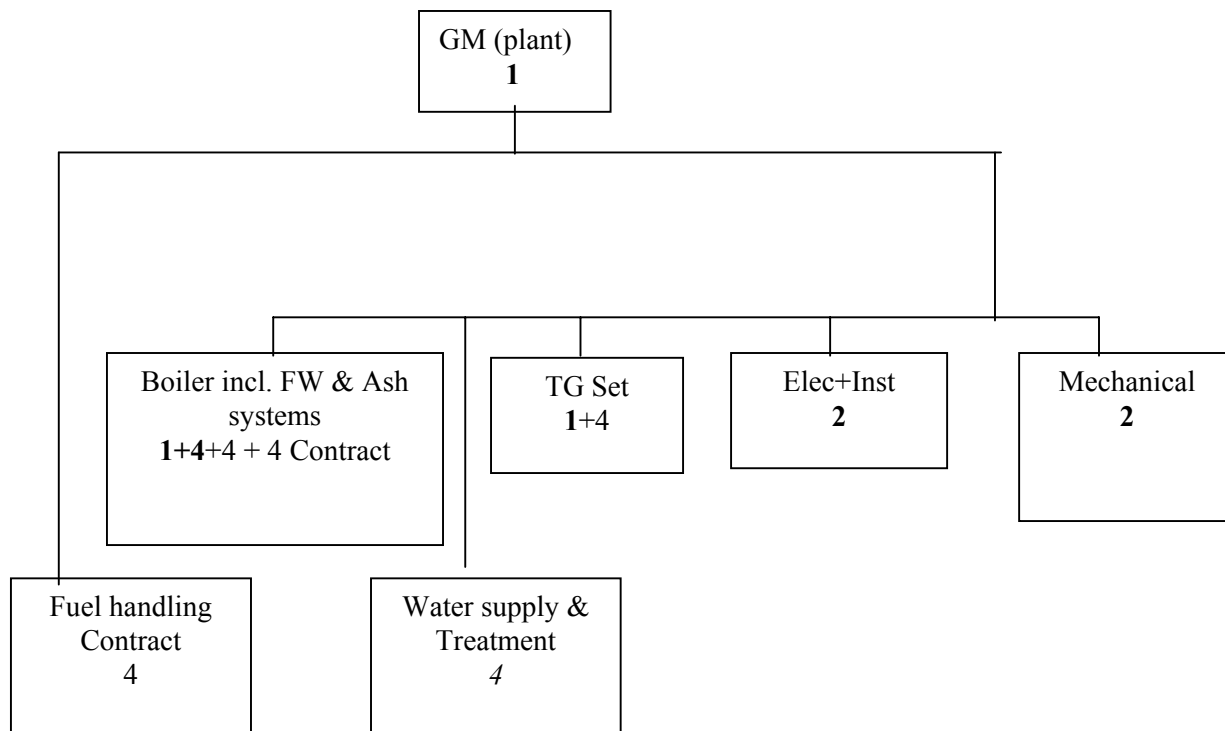 GM (plant)
1
Boiler incl. FW & Ash
systems
1+4+4 + 4 Contract
TG Set
1+4
Elec+Inst
2
Mechanical
2
Fuel handling
Contract
4
Water supply &
Treatment
4